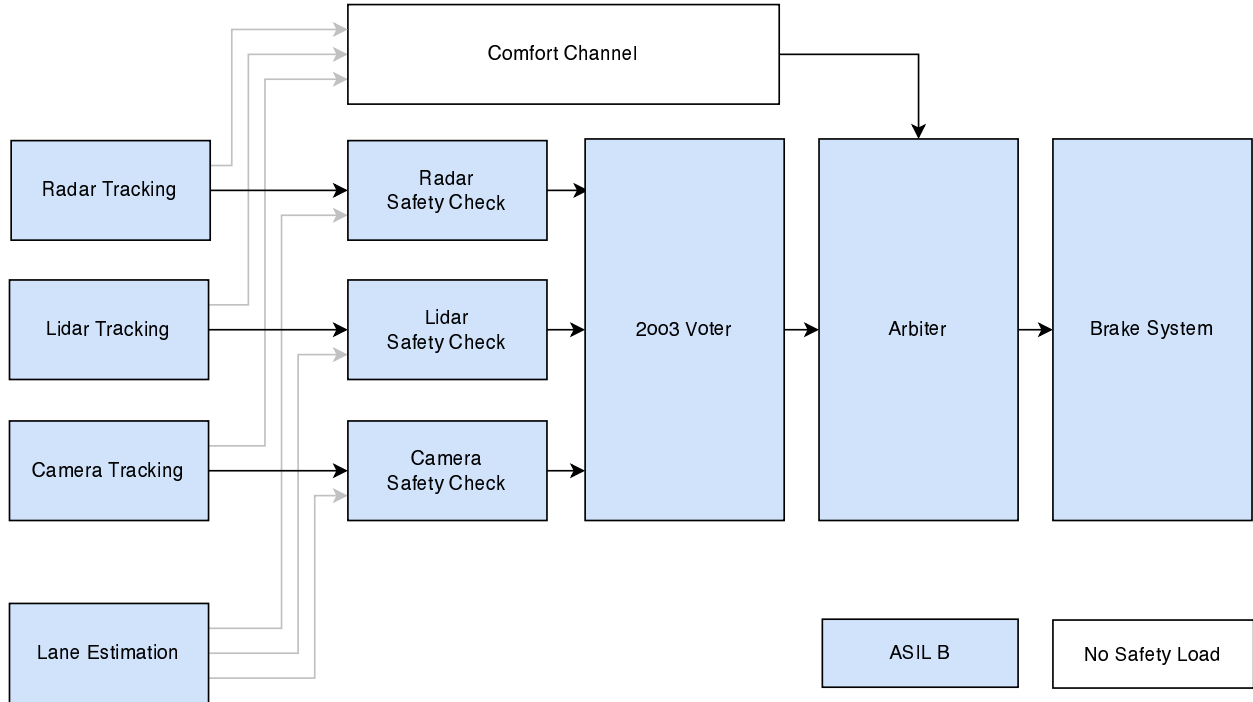 Comfort Channel
Radar Tracking
Radar
Safety Check
Lidar Tracking
Lidar
Safety Check
2oo3 Voter
Arbiter
Brake System
Camera Tracking
Camera
Safety Check
Lane Estimation
ASIL B
No Safety Load